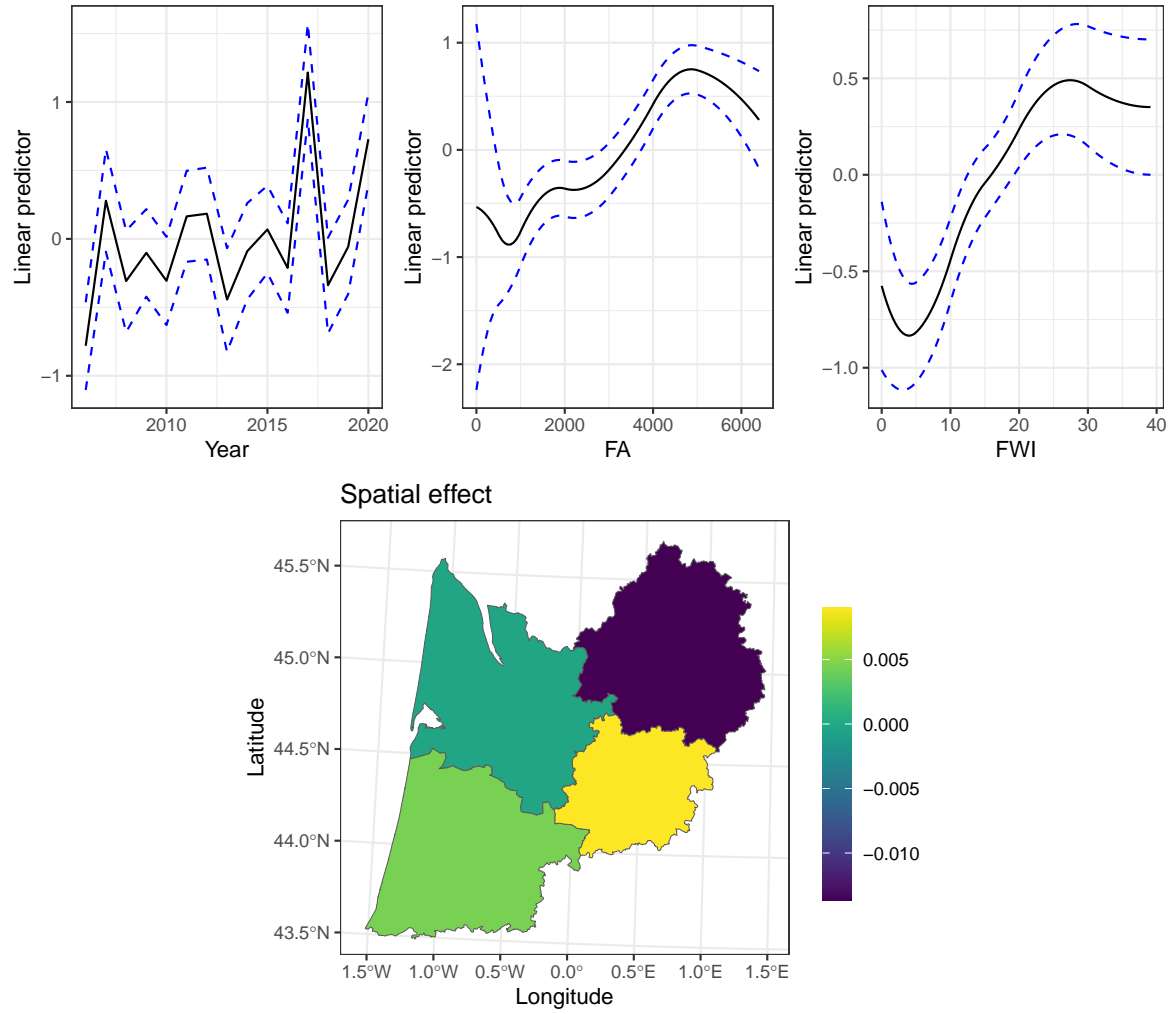 Linear predictor
1
0
−1
2010
2015
2020
Year
Linear predictor
1
0
−1
−2
0
2000
4000
6000
FA
Linear predictor
0.5
0.0
−0.5
−1.0
0
10
20
30
40
FWI
Spatial effect
Latitude
45.5°N
45.0°N
44.5°N
44.0°N
43.5°N
1.5°W
1.0°W
0.5°W
0.0°
0.5°E
1.0°E
1.5°E
Longitude
0.005
0.000
−0.005
−0.010